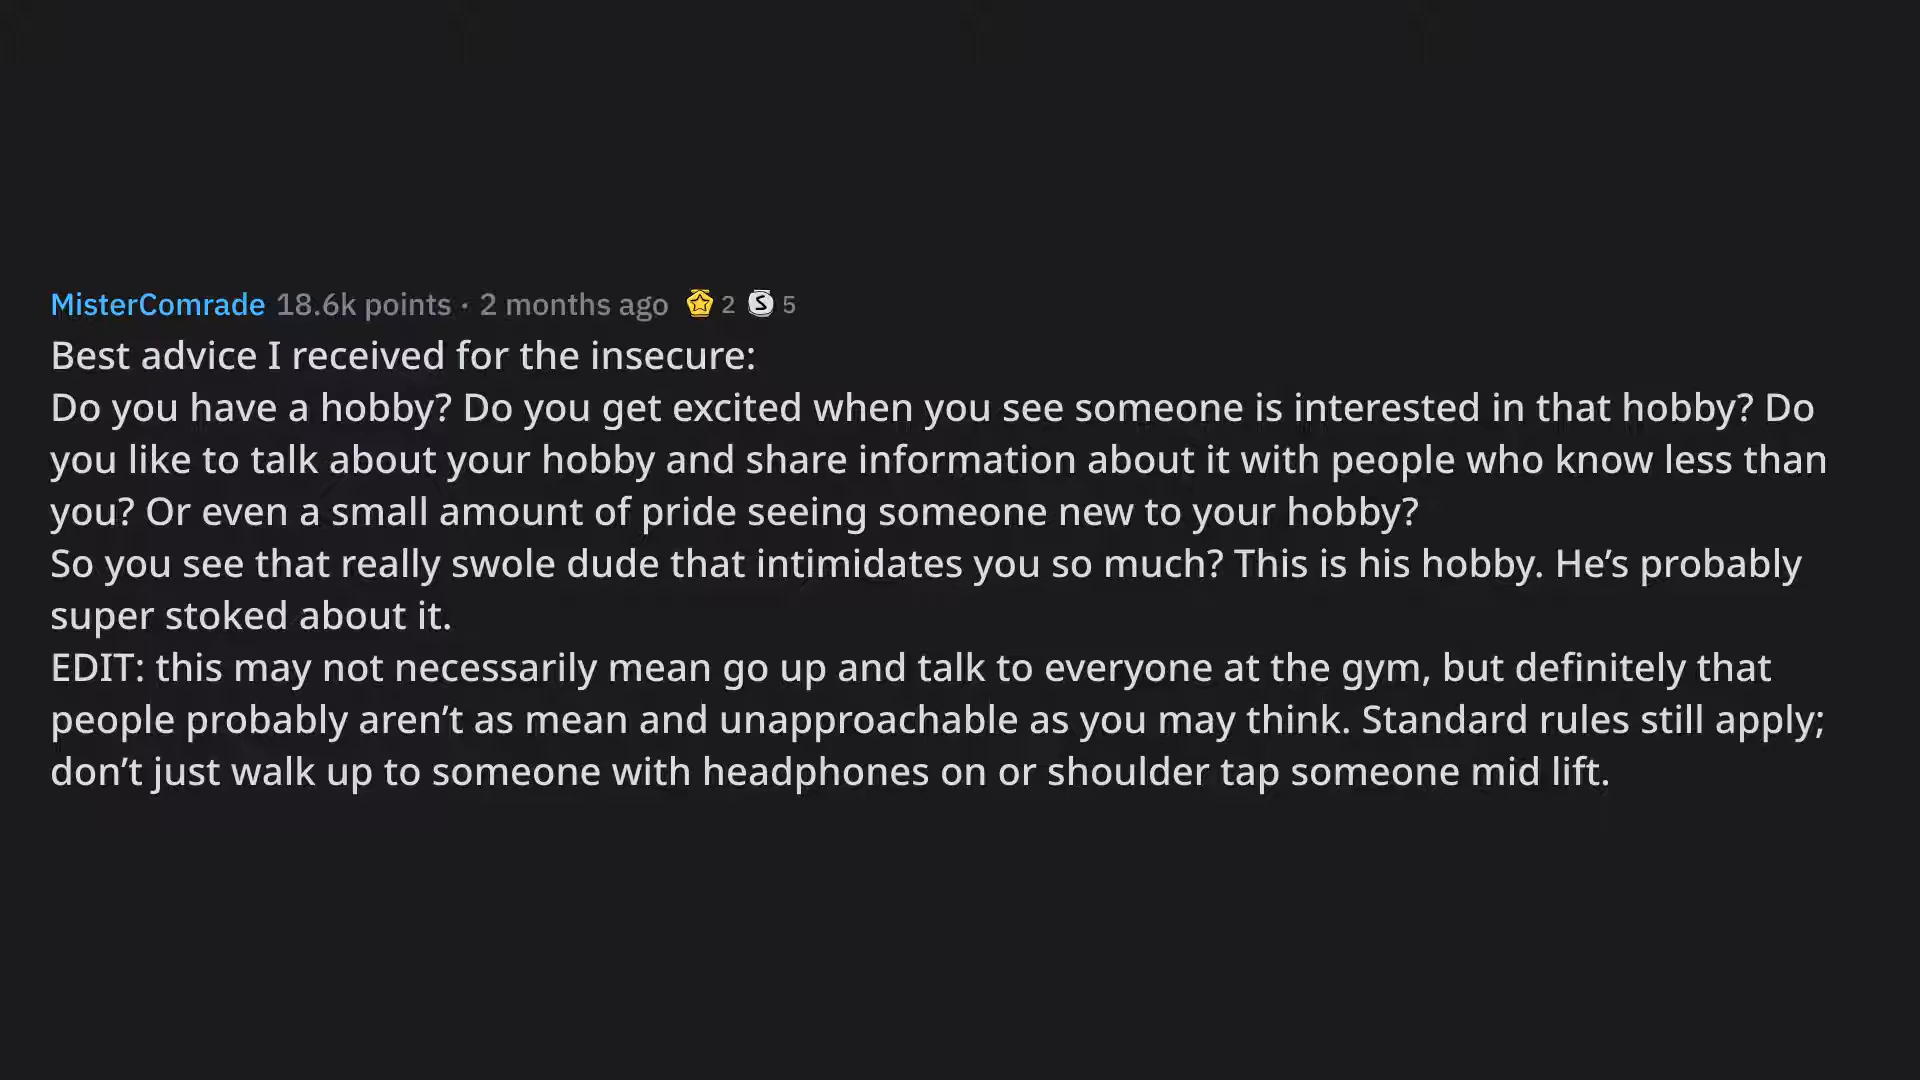 MisterComrade 18.6k points · 2 months ago 2 5
Best advice I received for the insecure:
Do you have a hobby? Do you get excited when you see someone is interested in that hobby? Do
you like to talk about your hobby and share information about it with people who know less than
you? Or even a small amount of pride seeing someone new to your hobby?
So you see that really swole dude that intimidates you so much? This is his hobby. He’s probably
super stoked about it.
EDIT: this may not necessarily mean go up and talk to everyone at the gym, but definitely that
people probably aren’t as mean and unapproachable as you may think. Standard rules still apply;
don’t just walk up to someone with headphones on or shoulder tap someone mid lift.